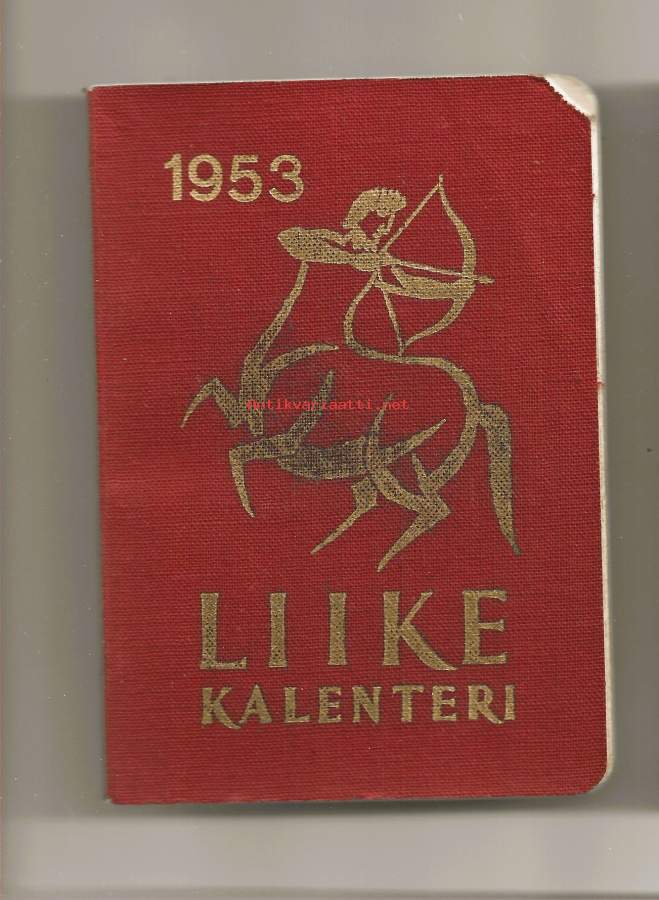 1953
antikvariaatti.net
LIIKE
KALENTERI